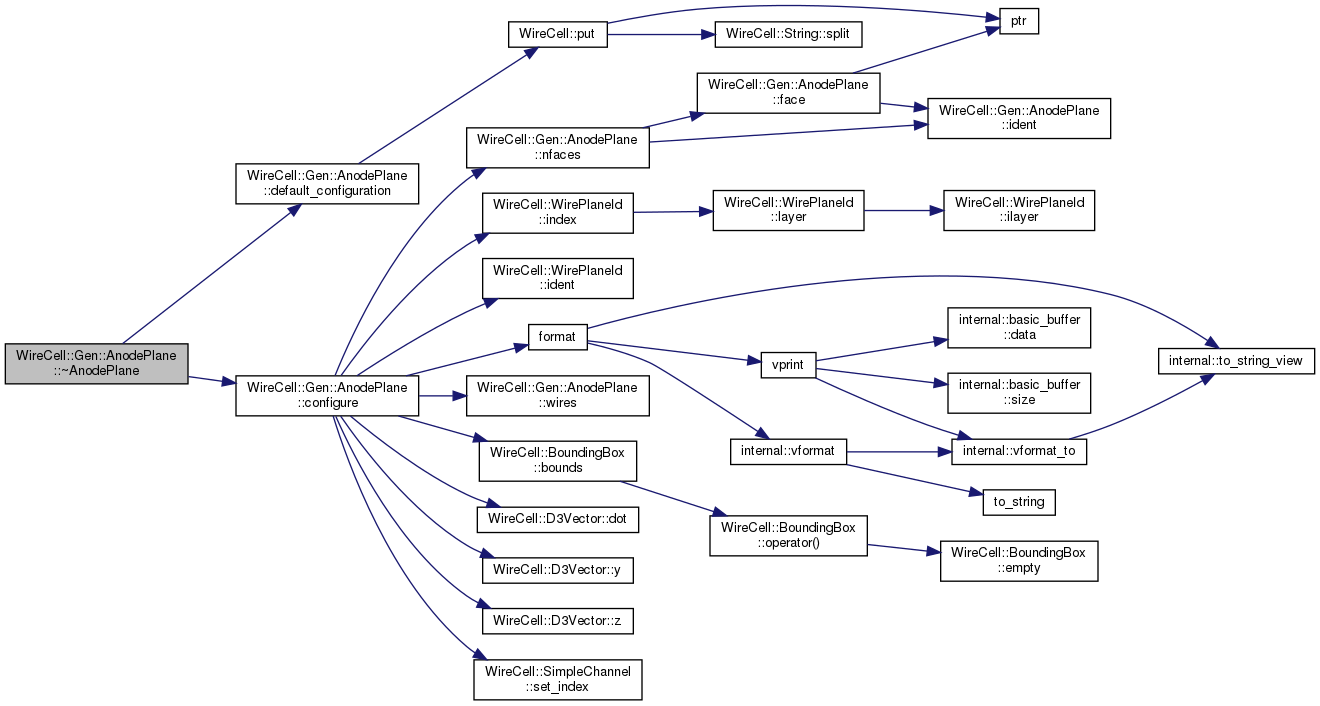 WireCell::Gen::AnodePlane
::~AnodePlane
WireCell::Gen::AnodePlane
::default_configuration
WireCell::Gen::AnodePlane
::configure
WireCell::put
WireCell::String::split
ptr
WireCell::Gen::AnodePlane
::nfaces
WireCell::Gen::AnodePlane
::face
WireCell::Gen::AnodePlane
::ident
WireCell::WirePlaneId
::index
WireCell::WirePlaneId
::layer
WireCell::WirePlaneId
::ilayer
WireCell::WirePlaneId
::ident
format
vprint
internal::basic_buffer
::data
internal::basic_buffer
::size
internal::to_string_view
internal::vformat
internal::vformat_to
to_string
WireCell::Gen::AnodePlane
::wires
WireCell::BoundingBox
::bounds
WireCell::BoundingBox
::operator()
WireCell::BoundingBox
::empty
WireCell::D3Vector::dot
WireCell::D3Vector::y
WireCell::D3Vector::z
WireCell::SimpleChannel
::set_index